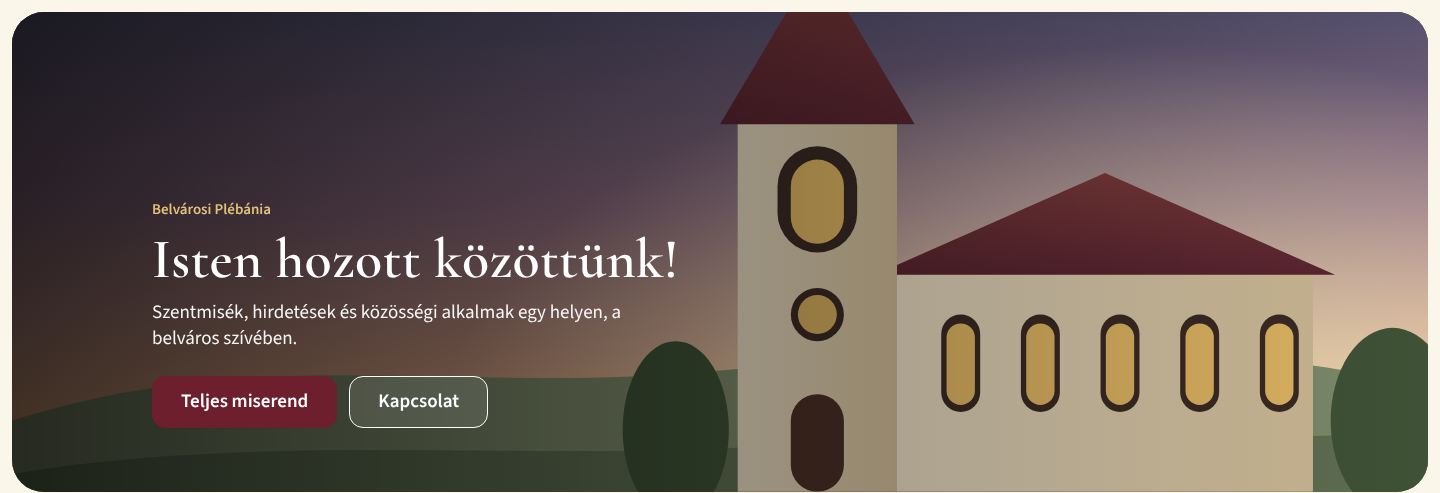 Belvárosi Plébánia
Isten hozott közöttünk!
Szentmisék, hirdetések és közösségi alkalmak egy helyen, a
belváros szívében.
Teljes miserend
Kapcsolat